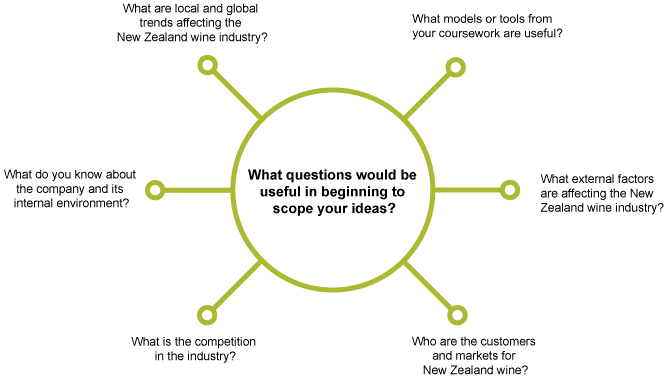 What are local and global
trends affecting the
New Zealand wine industry?
What models or tools from
your coursework are useful?
What do you know about
the company and its
internal environment?
What questions would be
useful in beginning to
scope your ideas?
What external factors
are affecting the New
Zealand wine industry?
What is the competition
in the industry?
Who are the customers
and markets for
New Zealand wine?